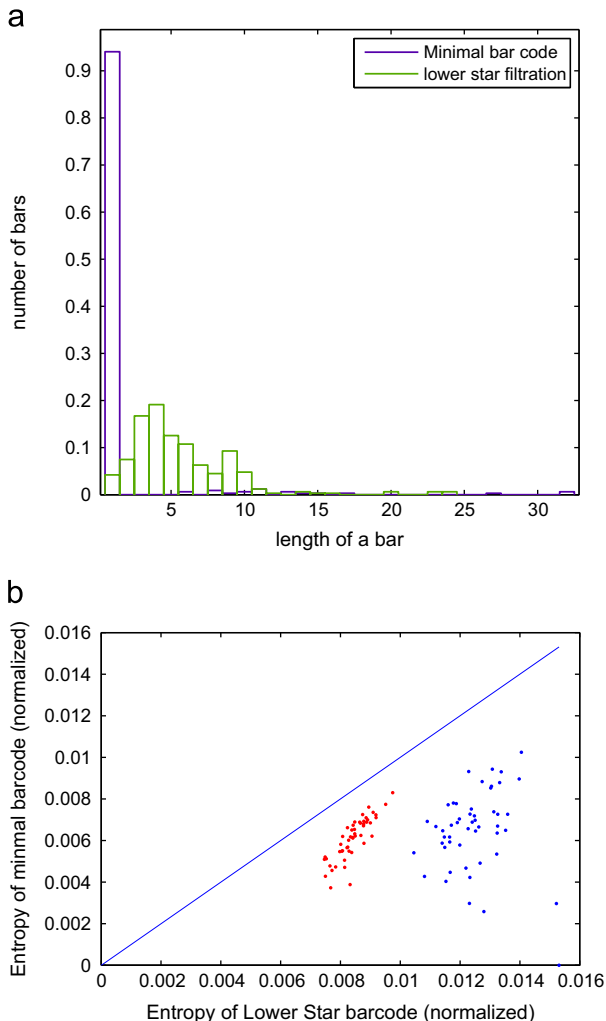 a
Minimal bar code
lower star filtration
number of bars
0.9
0.8
0.7
0.6
0.5
0.4
0.3
0.2
0.1
0
5 10 15 20 25 30
length of a bar
b
Entropy of minmal barcode (normalized)
0.016
0.014
0.012
0.01
0.008
0.006
0.004
0.002
0
0 0.002 0.004 0.006 0.008 0.01 0.012 0.014 0.016
Entropy of Lower Star barcode (normalized)